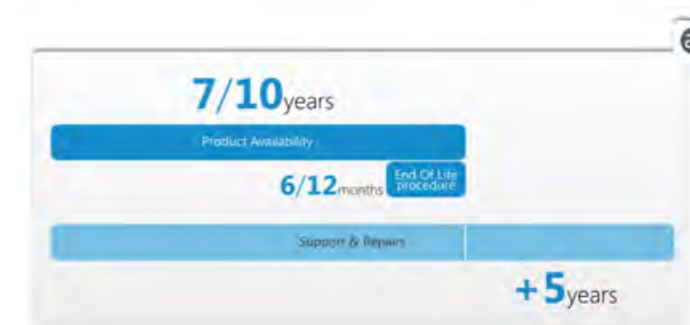 7/10years
Product Availability
6/12months
End Of Life
procedure
Support & Repairs
+5years